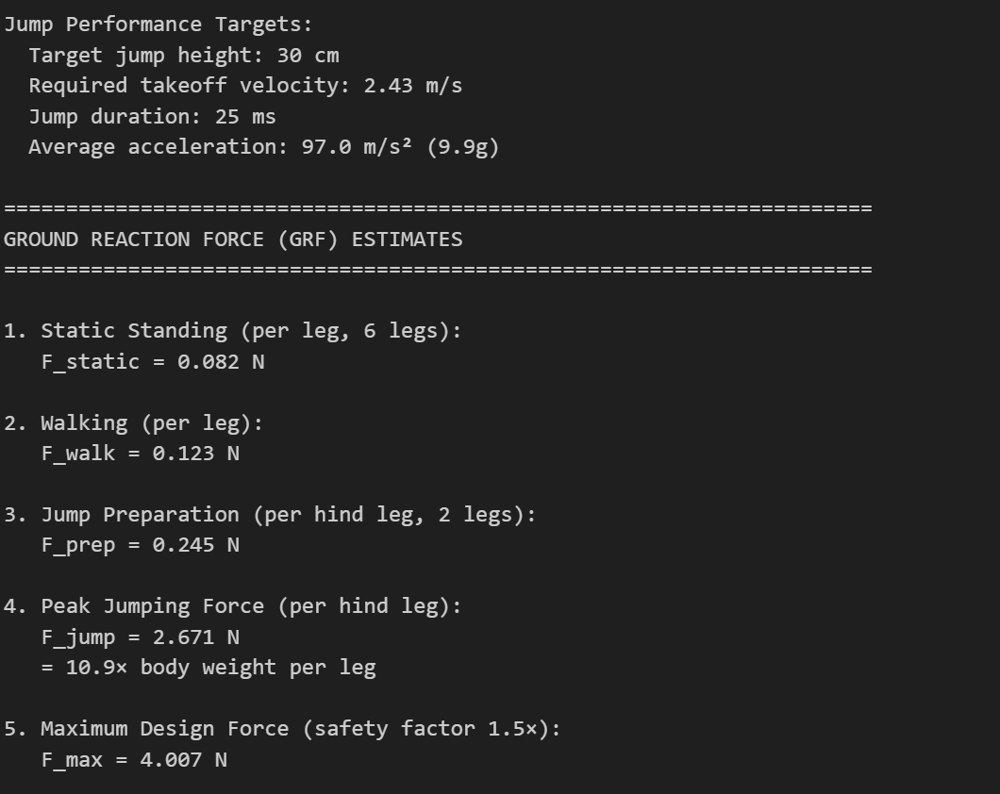 Jump Performance Targets:
Target jump height: 30 cm
Required takeoff velocity: 2.43 m/s
Jump duration: 25 ms
Average acceleration: 97.0 m/s² (9.9g)
======================================================================
GROUND REACTION FORCE (GRF) ESTIMATES
======================================================================
1. Static Standing (per leg, 6 legs):
F_static = 0.082 N
2. Walking (per leg):
F_walk = 0.123 N
3. Jump Preparation (per hind leg, 2 legs):
F_prep = 0.245 N
4. Peak Jumping Force (per hind leg):
F_jump = 2.671 N
= 10.9× body weight per leg
5. Maximum Design Force (safety factor 1.5×):
F_max = 4.007 N